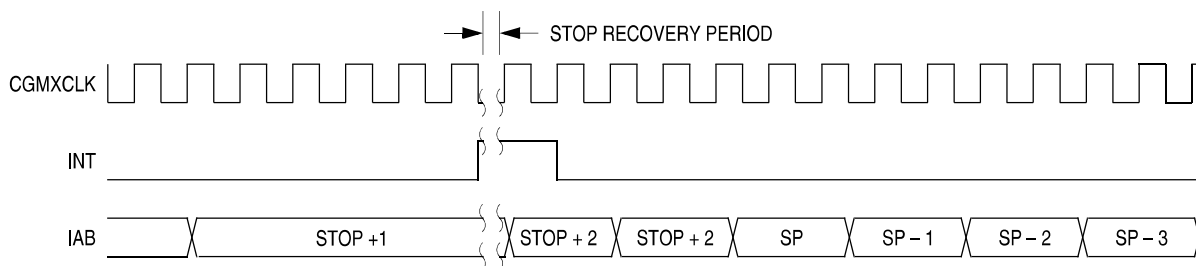 STOP RECOVERY PERIOD
CGMXCLK
INT
IAB
STOP +1
STOP + 2
STOP + 2
SP
SP – 1
SP – 2
SP – 3